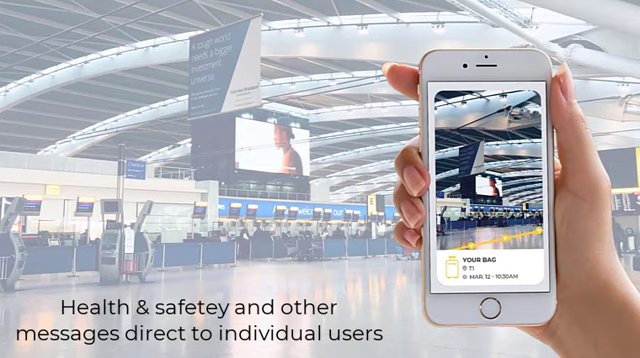 A tough world
needs a bigger
investment
universe.
YOUR BAG
T1
MAR. 12 - 10:30AM
Health & safetey and other
messages direct to individual users